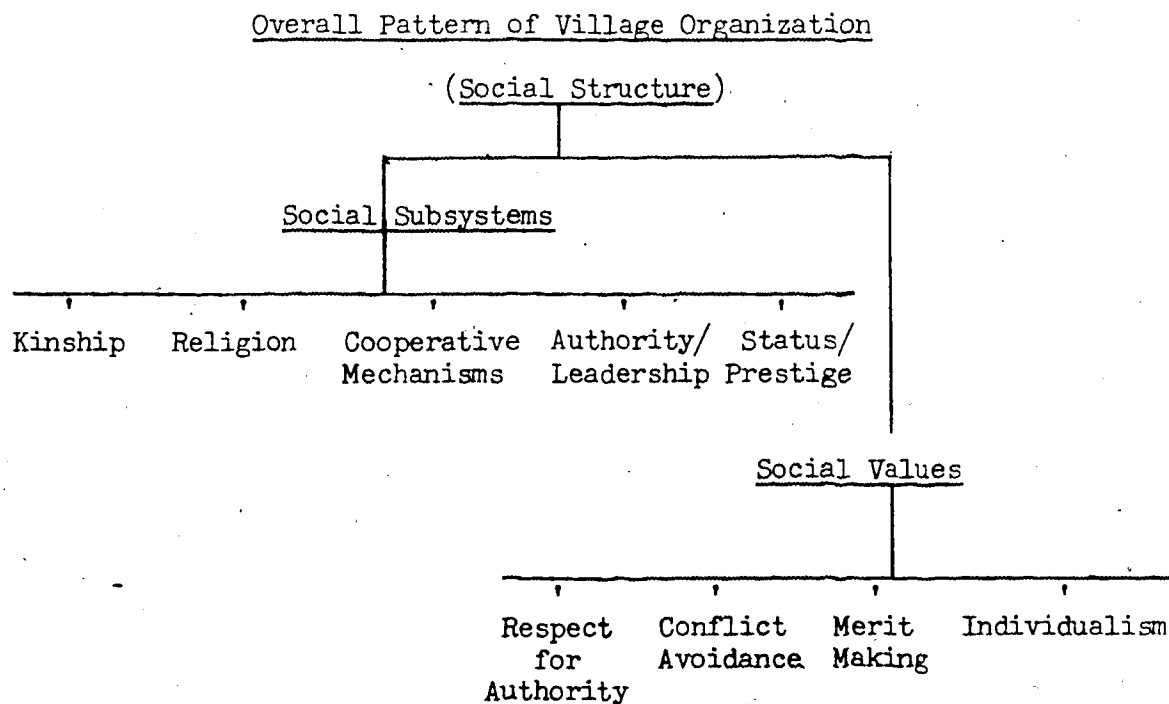 Overall Pattern of Village Organization
(Social Structure)
Social Subsystems
Kinship Religion Cooperative Mechanisms Authority/ Leadership Status/ Prestige
Social Values
Respect for Authority Conflict Avoidance Merit Making Individualism